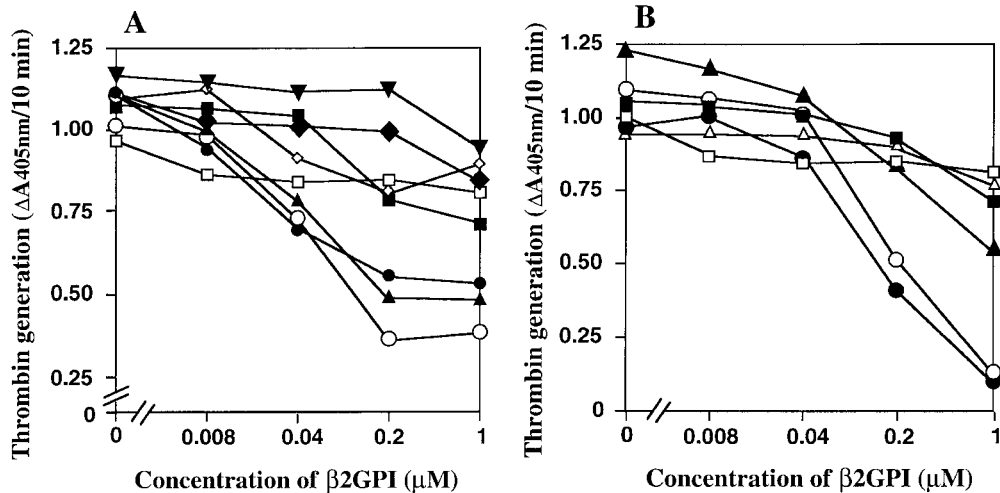 A
Thrombin generation (ΔA405nm/10 min)
1.25
1.00
0.75
0.50
0.25
0
0 0.008 0.04 0.2 1
Concentration of β2GPI (μM)
B
Thrombin generation (ΔA405nm/10 min)
1.25
1.00
0.75
0.50
0.25
0
0 0.008 0.04 0.2 1
Concentration of β2GPI (μM)